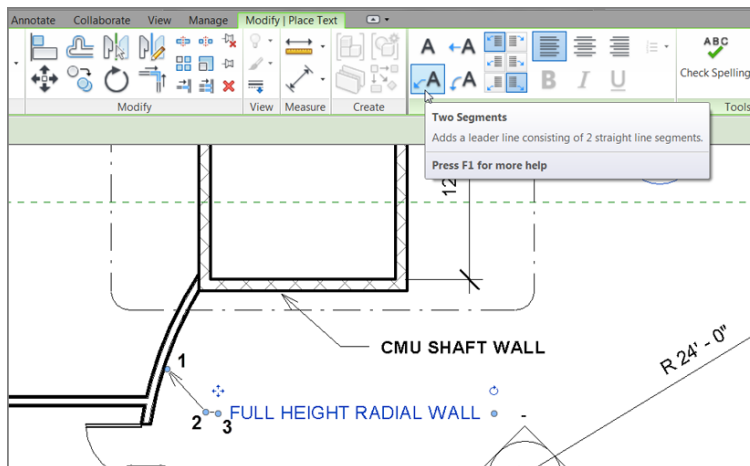 Annotate Collaborate View Manage Modify | Place Text
A A
A A B I U
ABC
Check Spelling
Modify View Measure Create Tools
Two Segments
Adds a leader line consisting of 2 straight line segments.
Press F1 for more help
12
CMU SHAFT WALL
R 24' - 0"
1
2 3 FULL HEIGHT RADIAL WALL
-